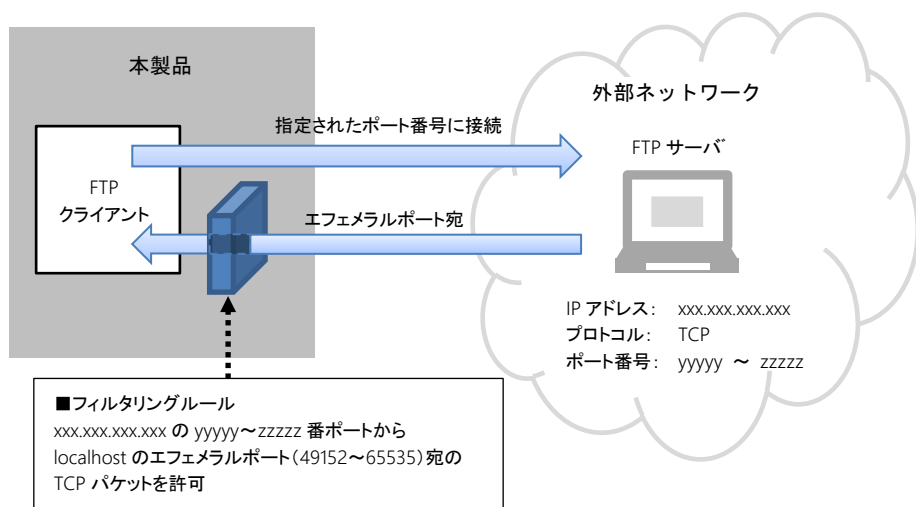 本製品
外部ネットワーク
指定されたポート番号に接続
FTP サーバ
FTP
クライアント
エフェメラルポート宛
IP アドレス: xxx.xxx.xxx.xxx
プロトコル: TCP
ポート番号: yyyyy ～ zzzzz
■フィルタリングルール
xxx.xxx.xxx.xxx の yyyyy～zzzzz 番ポートから
localhost のエフェメラルポート（49152～65535）宛の
TCP パケットを許可